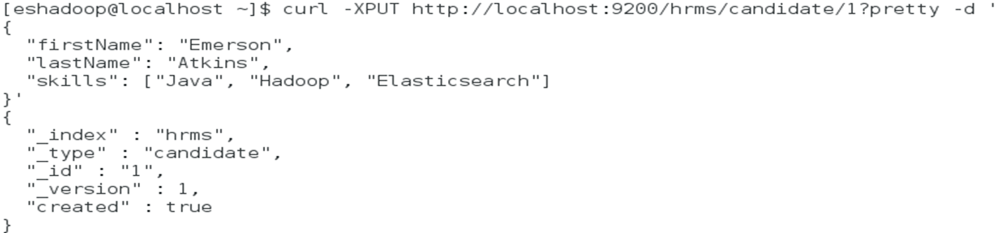 [eshadoop@localhost ~]$ curl -XPUT http://localhost:9200/hrms/candidate/1?pretty -d '
{
  "firstName": "Emerson",
  "lastName": "Atkins",
  "skills": ["Java", "Hadoop", "Elasticsearch"]
}'
{
  "_index" : "hrms",
  "_type" : "candidate",
  "_id" : "1",
  "_version" : 1,
  "created" : true
}